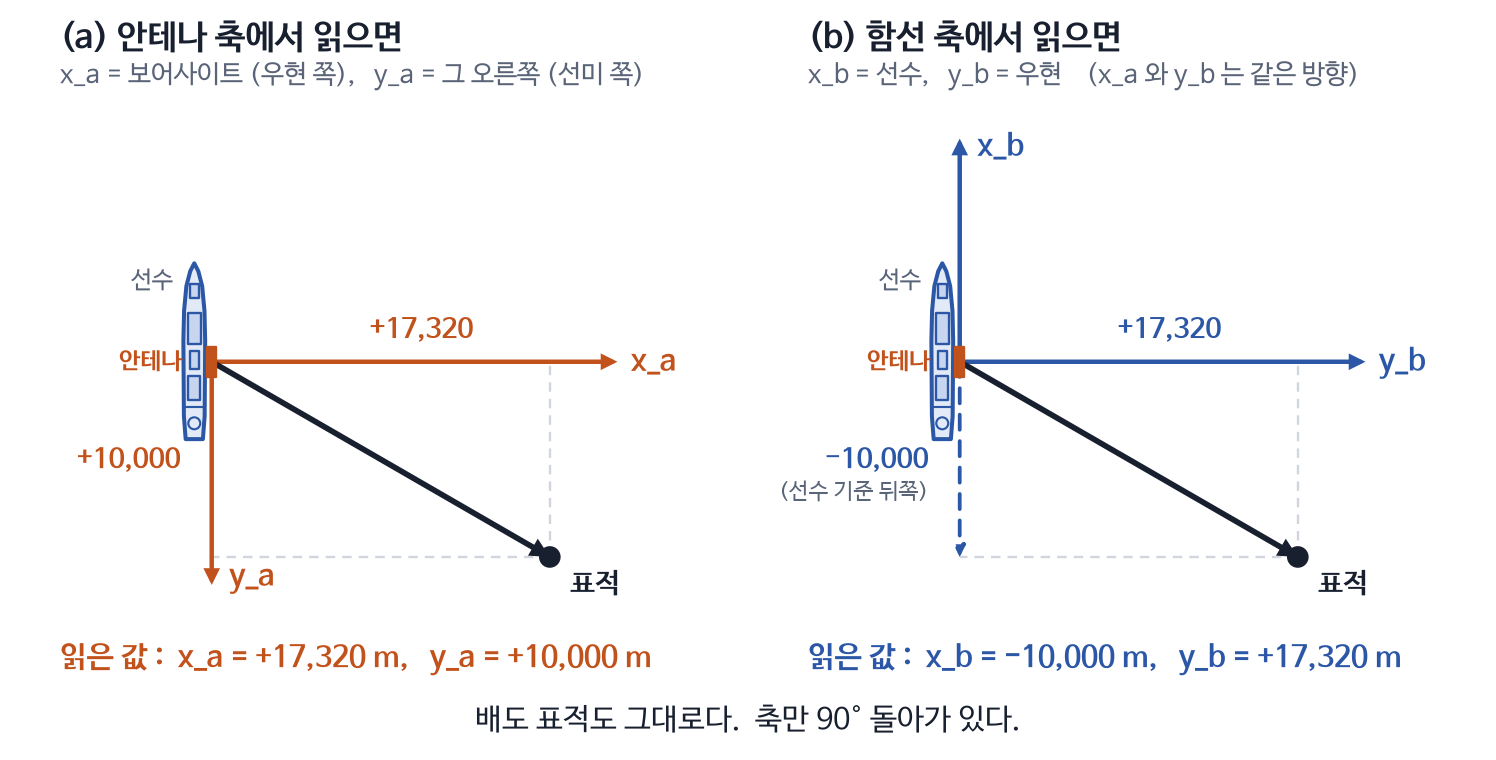 (a) 안테나 축에서 읽으면
x_a = 보어사이트 (우현 쪽),   y_a = 그 오른쪽 (선미 쪽)
선수
+17,320
안테나
x_a
+10,000
y_a
표적
읽은 값 :  x_a = +17,320 m,   y_a = +10,000 m
(b) 함선 축에서 읽으면
x_b = 선수,   y_b = 우현    (x_a 와 y_b 는 같은 방향)
x_b
선수
+17,320
안테나
y_b
−10,000
(선수 기준 뒤쪽)
표적
읽은 값 :  x_b = −10,000 m,   y_b = +17,320 m
배도 표적도 그대로다.  축만 90° 돌아가 있다.